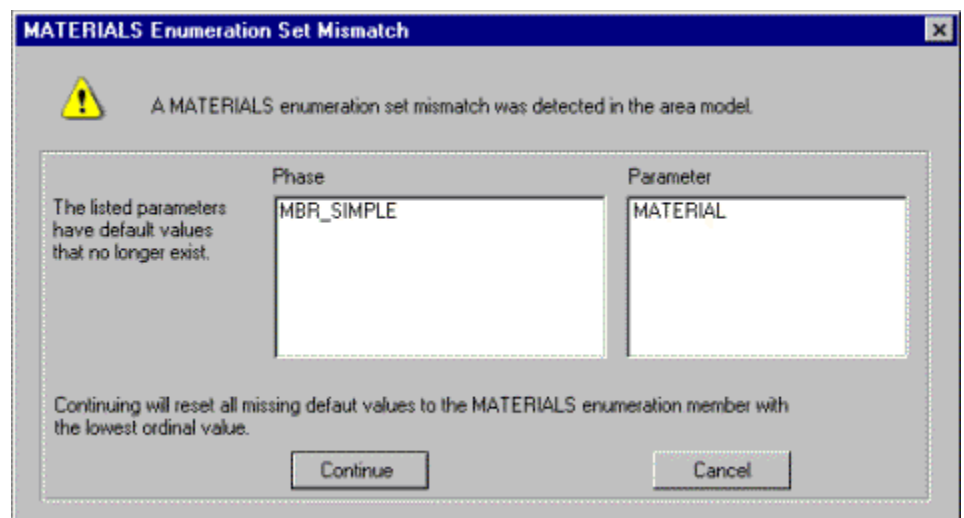 MATERIALS Enumeration Set Mismatch
A MATERIALS enumeration set mismatch was detected in the area model.
Phase
Parameter
The listed parameters
have default values
that no longer exist.
MBR_SIMPLE
MATERIAL
Continuing will reset all missing defaut values to the MATERIALS enumeration member with
the lowest ordinal value.
Continue
Cancel